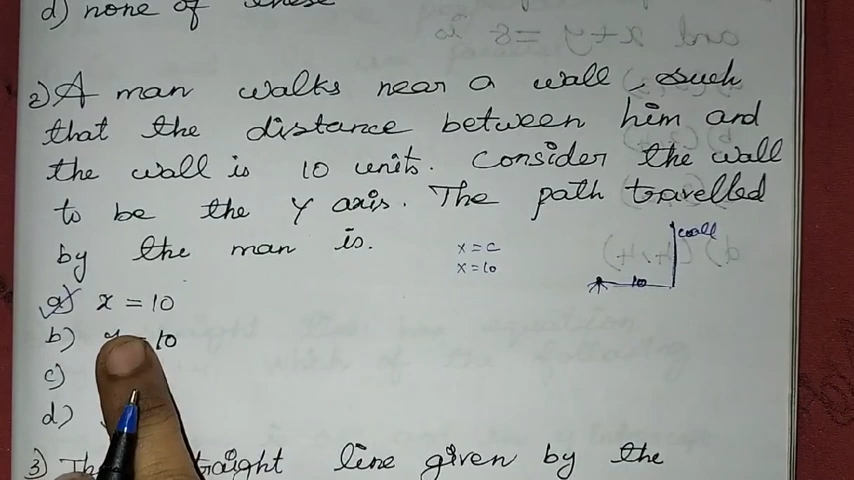 d) none of these
2) A man walks near a wall, such
that the distance between him and
the wall is 10 units. Consider the wall
to be the Y axis. The path travelled
by the man is.
x = c
x = 10
wall
10
a) x = 10
b) = 10
c)
d)
3) The straight line given by the